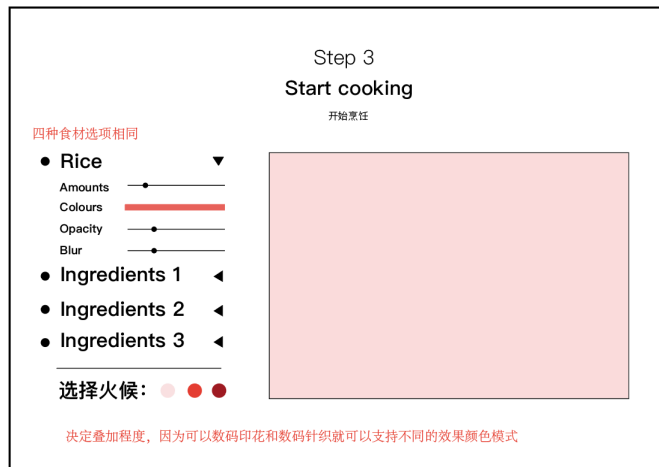 Step 3
Start cooking
开始烹饪
四种食材选项相同
Rice
Amounts
Colours
Opacity
Blur
Ingredients 1
Ingredients 2
Ingredients 3
选择火候：
决定叠加程度，因为可以数码印花和数码针织就可以支持不同的效果颜色模式